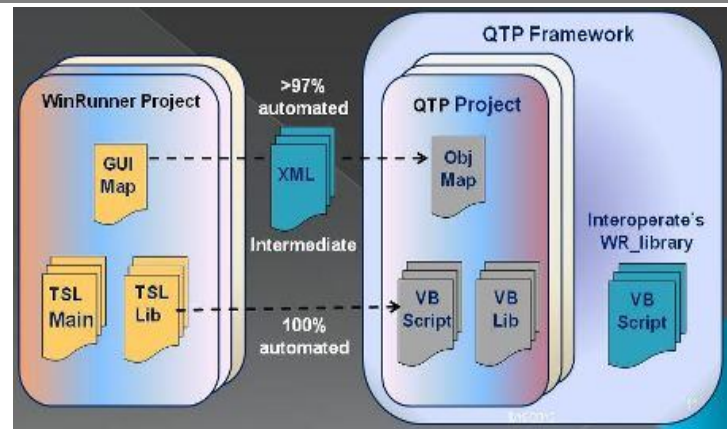 QTP Framework
WinRunner Project
>97%
automated
QTP Project
GUI
Map
XML
Obj
Map
Intermediate
Interoperate's
WR_library
TSL
Main
TSL
Lib
100%
automated
VB
Script
VB
Lib
VB
Script